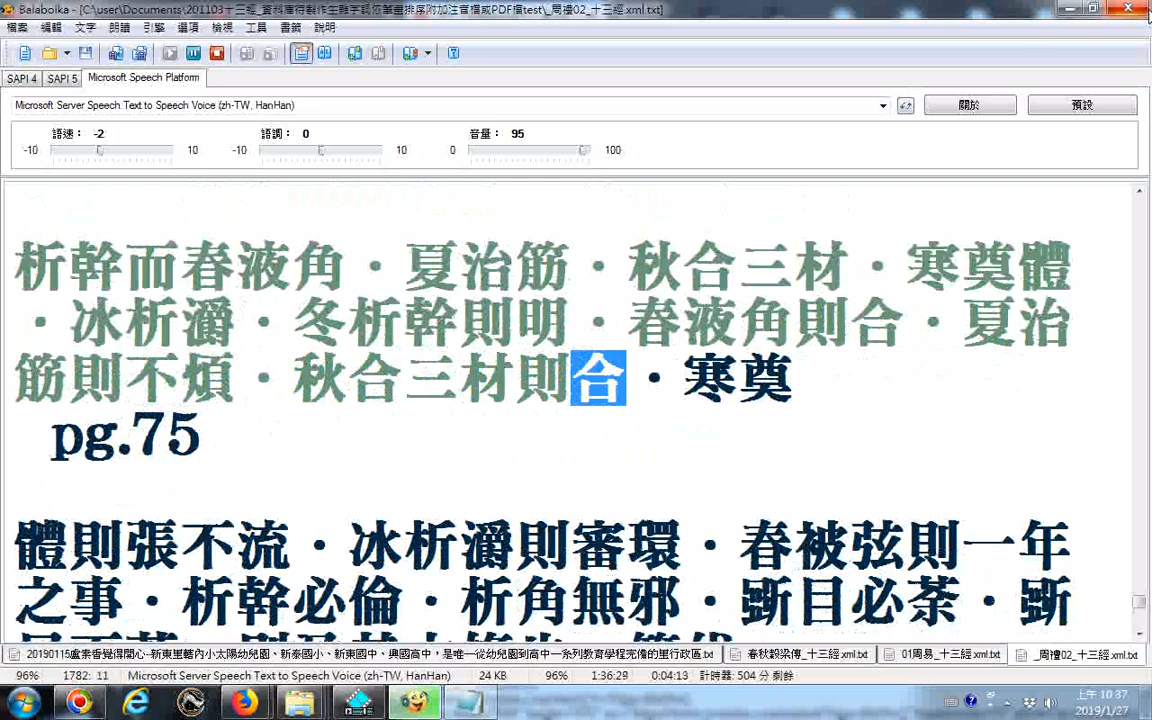 Balaboika - [C:\user\Documents\201103十三經_資料庫待製作生難字詞依筆畫排序附加注音檔或PDF檔test\_周禮02_十三經.xml.txt]
檔案 編輯 文字 朗讀 引擎 選項 檢視 工具 書籤 說明
SAPI 4 SAPI 5 Microsoft Speech Platform
Microsoft Server Speech Text to Speech Voice (zh-TW, HanHan) 關於 預設
語速： -2 語調： 0 音量： 95
-10 10 -10 10 0 100
析幹而春液角．夏治筋．秋合三材．寒奠體
．冰析灂．冬析幹則明．春液角則合．夏治
筋則不煩．秋合三材則合．寒奠
pg.75
體則張不流．冰析灂則審環．春被弦則一年
之事．析幹必倫．析角無邪．斵目必荼．斵
20190115盧素香覺得開心--新東里轄內小太陽幼兒園、新泰國小、新東國中、興國高中，是唯一從幼兒園到高中一系列教育學程完備的里行政區.txt 春秋穀梁傳_十三經.xml.txt 01周易_十三經.xml.txt _周禮02_十三經.xml.txt
96% 1782: 11 Microsoft Server Speech Text to Speech Voice (zh-TW, HanHan) 24 KB 96% 1:36:29 0:04:13 計時器： 504 分 剩餘
上午 10:37
2019/1/27